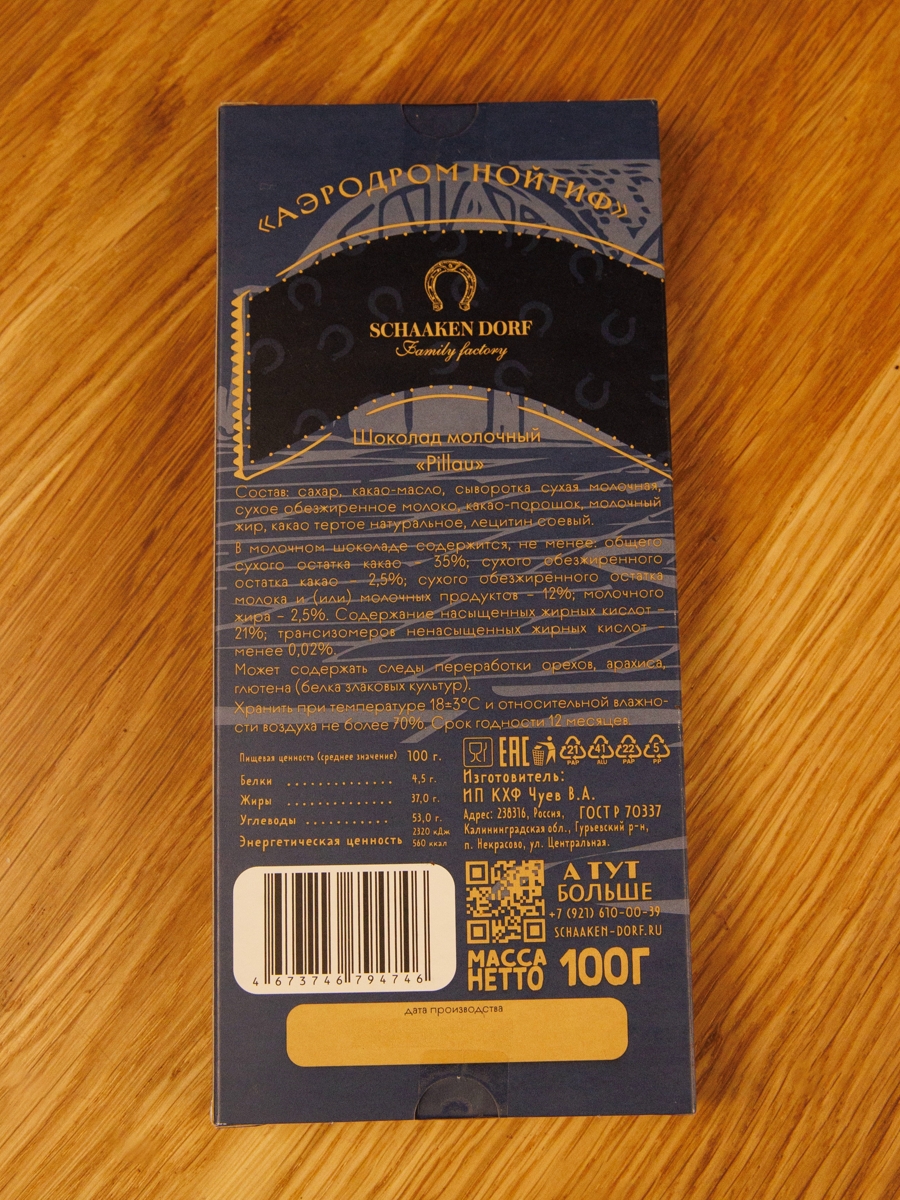 «АЭРОДРОМ НОЙТИФ»
SCHAAKEN DORF
Family factory
Шоколад молочный
«Pillau»
Состав: сахар, какао-масло, сыворотка сухая молочная,
сухое обезжиренное молоко, какао-порошок, молочный
жир, какао тертое натуральное, лецитин соевый.
В молочном шоколаде содержится, не менее: общего
сухого остатка какао – 35%; сухого обезжиренного
остатка какао – 2,5%; сухого обезжиренного остатка
молока и (или) молочных продуктов – 12%; молочного
жира – 2,5%. Содержание насыщенных жирных кислот –
21%; трансизомеров ненасыщенных жирных кислот –
менее 0,02%.
Может содержать следы переработки орехов, арахиса,
глютена (белка злаковых культур).
Хранить при температуре 18±3°C и относительной влажно-
сти воздуха не более 70%. Срок годности 12 месяцев.
Пищевая ценность (среднее значение) 100 г.
Белки .............. 4,5 г.
Жиры ............. 37,0 г.
Углеводы ........... 53,0 г.
2320 кДж
Энергетическая ценность 560 ккал
EAC 21 41 22 5
PAP ALU PAP PP
Изготовитель:
ИП КХФ Чуев В.А.
Адрес: 238316, Россия, ГОСТ Р 70337
Калининградская обл., Гурьевский р-н,
п. Некрасово, ул. Центральная.
А ТУТ
БОЛЬШЕ
+7 (921) 610-00-39
SCHAAKEN-DORF.RU
МАССА
НЕТТО 100Г
4 673746 794746
дата производства